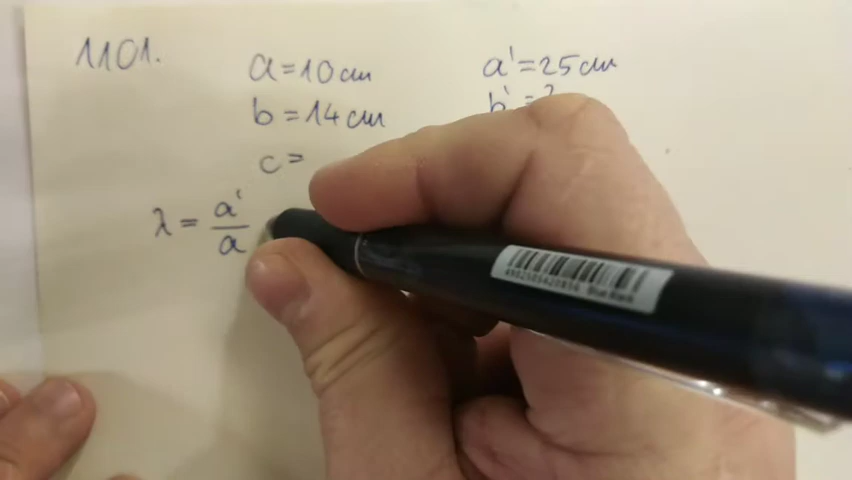 1101.
a = 10 cm a' = 25 cm
b = 14 cm b' = ?
c =
λ = a'/a